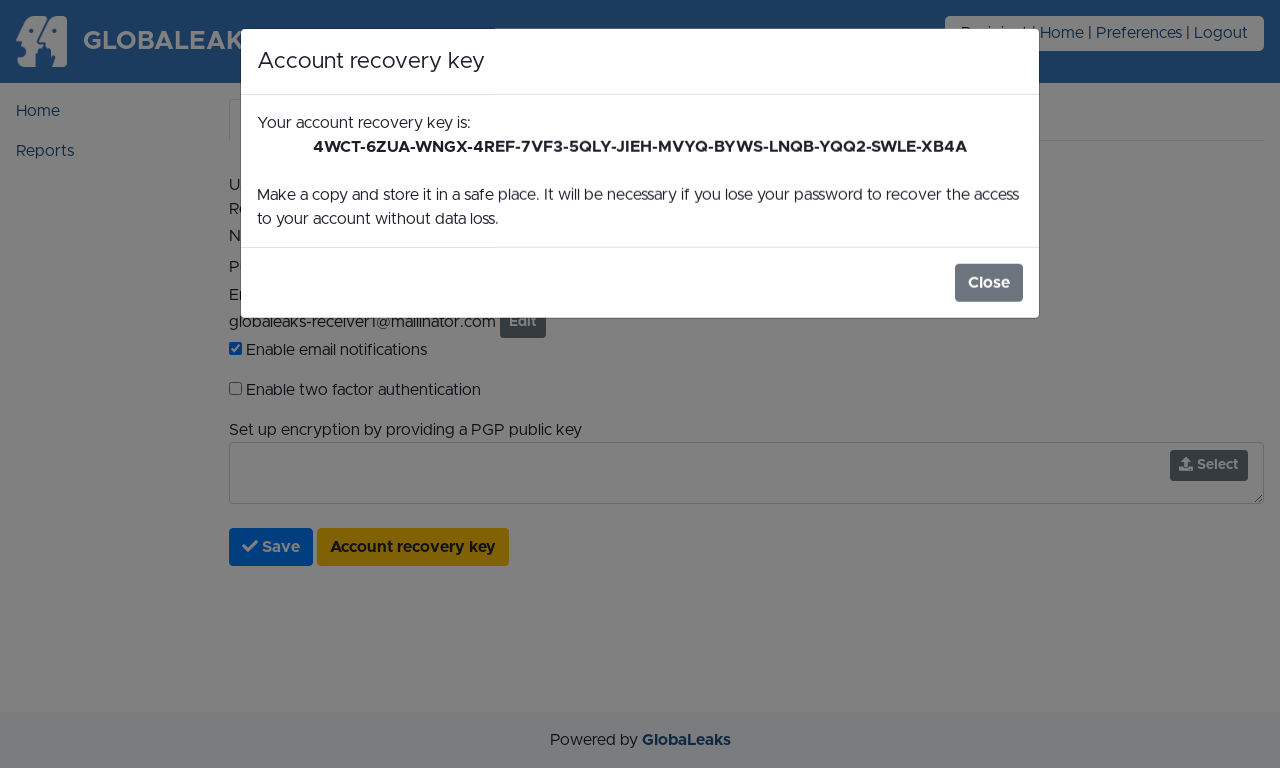 GLOBALEAK
Home | Preferences | Logout
Account recovery key
Home
Your account recovery key is:
4WCT-6ZUA-WNGX-4REF-7VF3-5QLY-JIEH-MVYQ-BYWS-LNQB-YQQ2-SWLE-XB4A
Reports
Make a copy and store it in a safe place. It will be necessary if you lose your password to recover the access
to your account without data loss.
Close
globaleaks-receiver1@mailinator.com Edit
Enable email notifications
Enable two factor authentication
Set up encryption by providing a PGP public key
Select
Save Account recovery key
Powered by GlobaLeaks